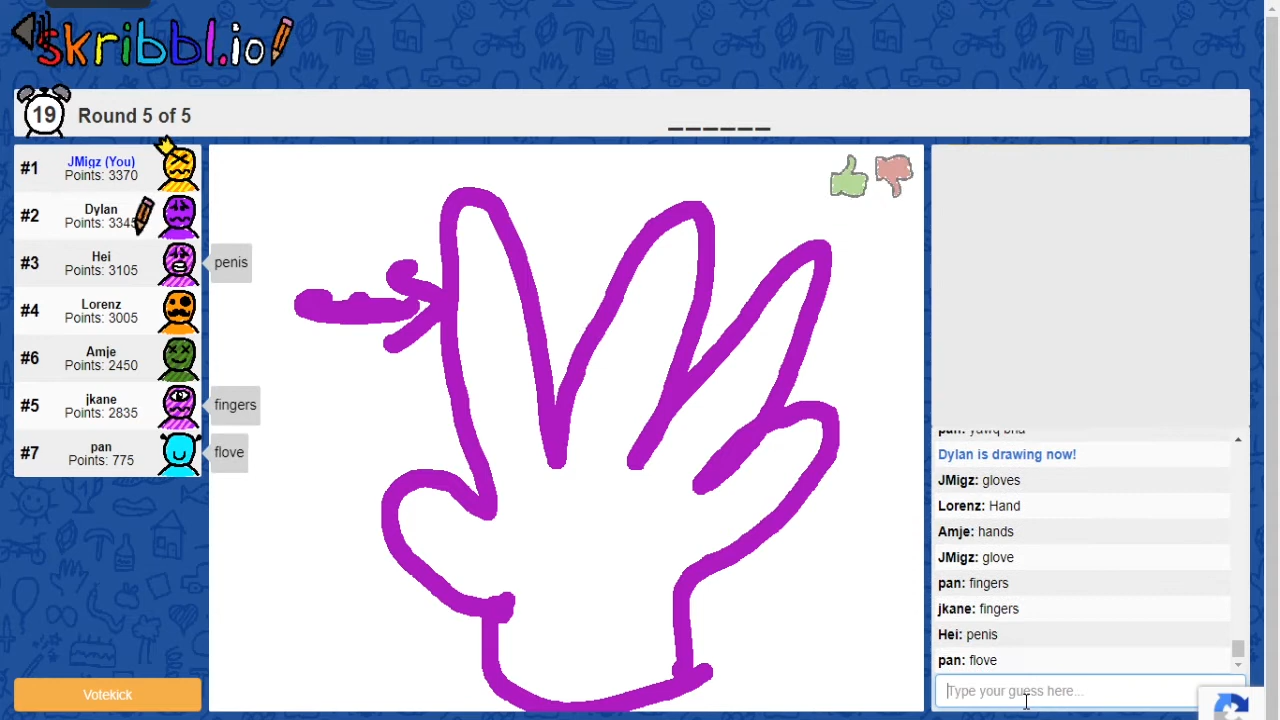 skribbl.io
19
Round 5 of 5
______
#1
JMigz (You)
Points: 3370
#2
Dylan
Points: 3345
#3
Hei
Points: 3105
penis
#4
Lorenz
Points: 3005
#6
Amje
Points: 2450
#5
jkane
Points: 2835
fingers
#7
pan
Points: 775
flove
Votekick
Dylan is drawing now!
JMigz: gloves
Lorenz: Hand
Amje: hands
JMigz: glove
pan: fingers
jkane: fingers
Hei: penis
pan: flove
Type your guess here...